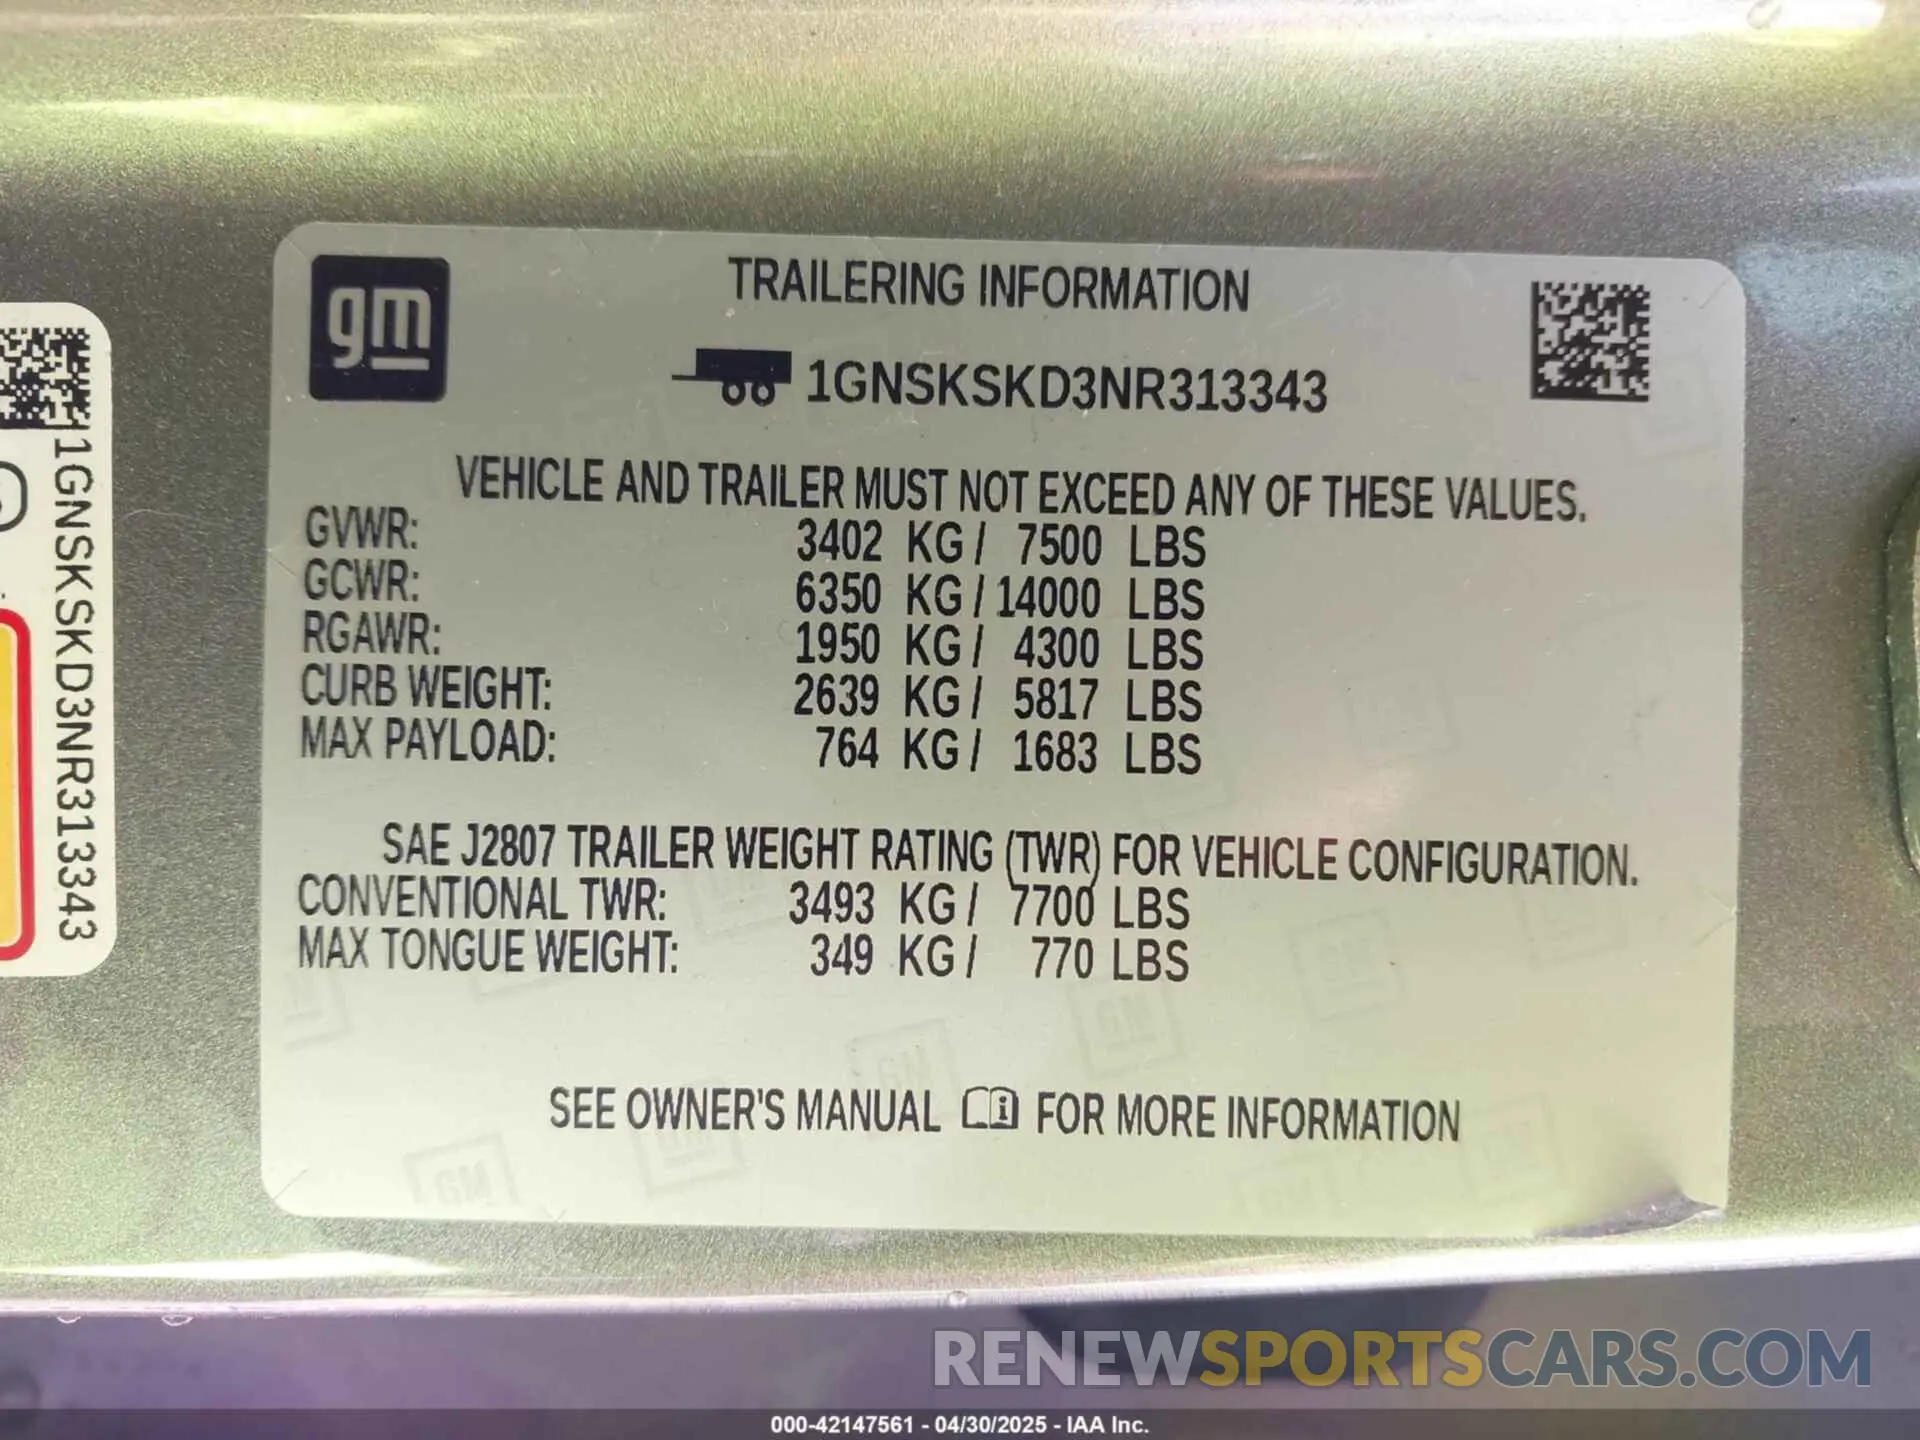 gm
TRAILERING INFORMATION
1GNSKSKD3NR313343
VEHICLE AND TRAILER MUST NOT EXCEED ANY OF THESE VALUES.
GVWR: 3402 KG / 7500 LBS
GCWR: 6350 KG / 14000 LBS
RGAWR: 1950 KG / 4300 LBS
CURB WEIGHT: 2639 KG / 5817 LBS
MAX PAYLOAD: 764 KG / 1683 LBS
SAE J2807 TRAILER WEIGHT RATING (TWR) FOR VEHICLE CONFIGURATION.
CONVENTIONAL TWR: 3493 KG / 7700 LBS
MAX TONGUE WEIGHT: 349 KG / 770 LBS
SEE OWNER'S MANUAL FOR MORE INFORMATION
1GNSKSKD3NR313343
RENEWSPORTSCARS.COM
000-42147561 - 04/30/2025 - IAA Inc.